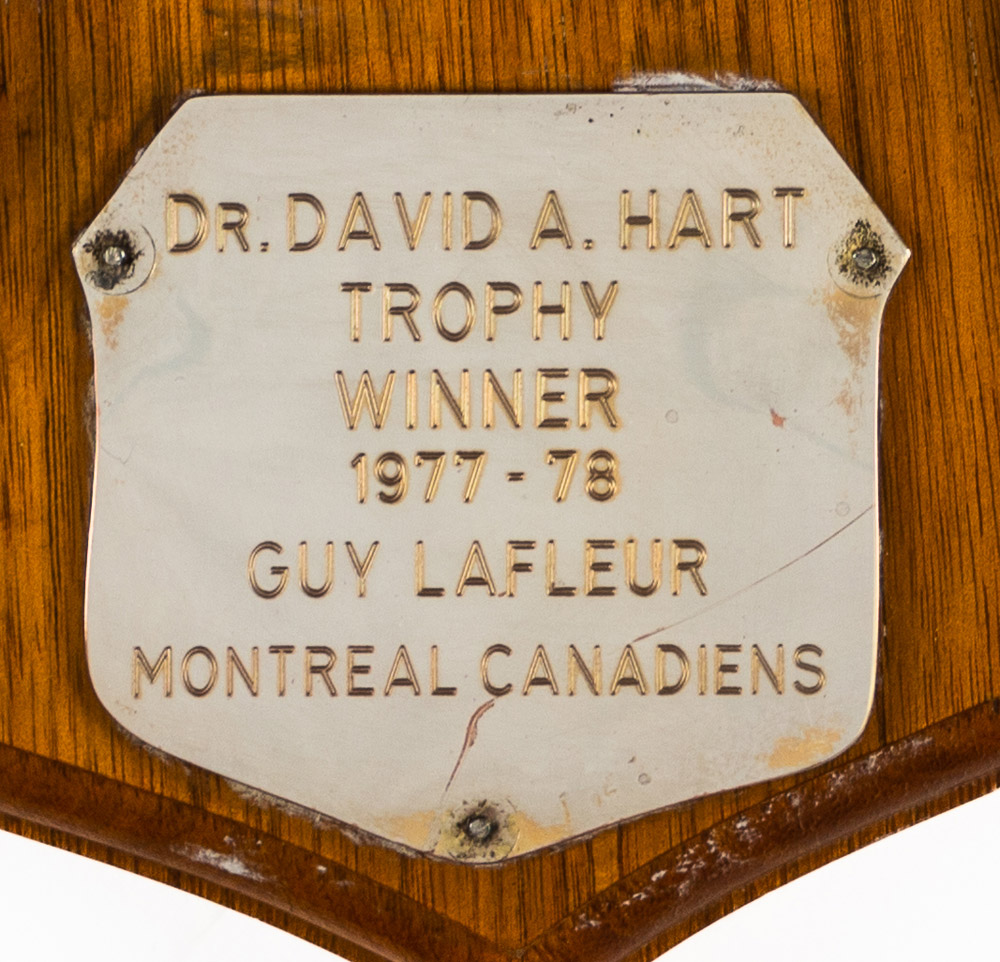 DR. DAVID A. HART
TROPHY
WINNER
1977 - 78
GUY LAFLEUR
MONTREAL CANADIENS